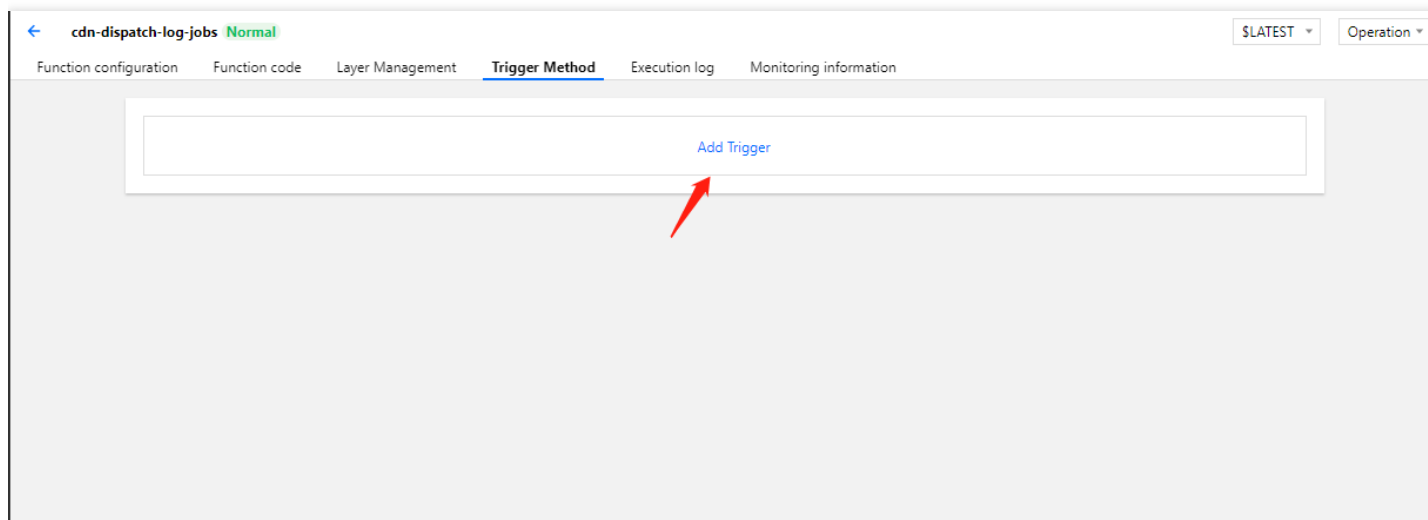 cdn-dispatch-log-jobs Normal $LATEST Operation
Function configuration Function code Layer Management Trigger Method Execution log Monitoring information
Add Trigger